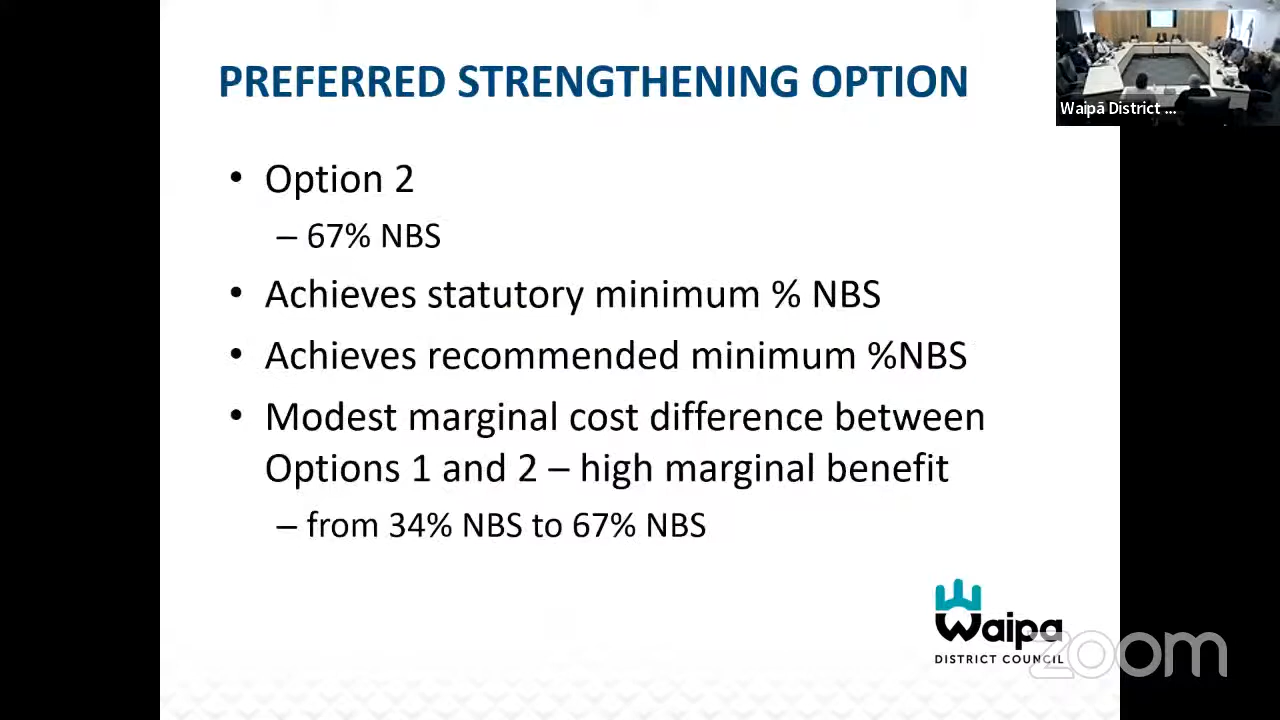 PREFERRED STRENGTHENING OPTION
Waipā District ...
• Option 2
– 67% NBS
• Achieves statutory minimum % NBS
• Achieves recommended minimum %NBS
• Modest marginal cost difference between
Options 1 and 2 – high marginal benefit
– from 34% NBS to 67% NBS
Waipa
DISTRICT COUNCIL
zoom